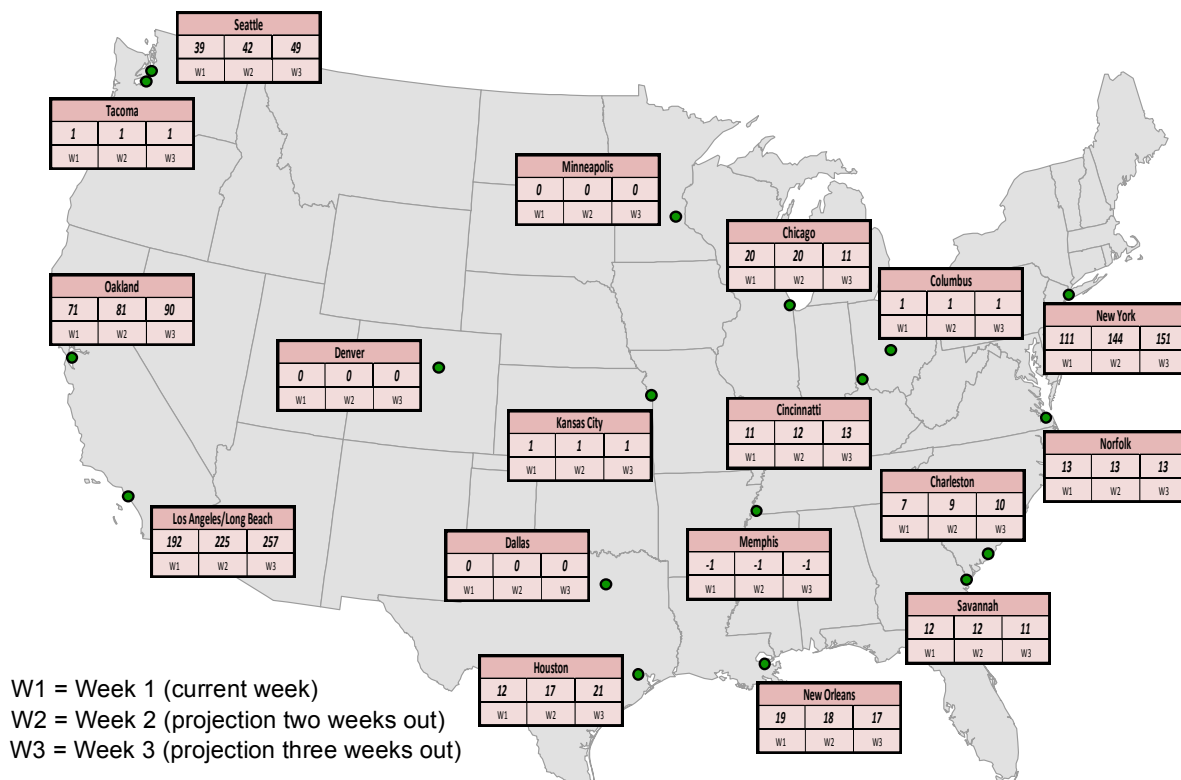 Seattle
39 42 49
W1 W2 W3
Tacoma
1 1 1
W1 W2 W3
Minneapolis
0 0 0
W1 W2 W3
Chicago
20 20 11
W1 W2 W3
Columbus
1 1 1
W1 W2 W3
Oakland
71 81 90
W1 W2 W3
New York
111 144 151
W1 W2 W3
Denver
0 0 0
W1 W2 W3
Kansas City
1 1 1
W1 W2 W3
Cincinnatti
11 12 13
W1 W2 W3
Norfolk
13 13 13
W1 W2 W3
Charleston
7 9 10
W1 W2 W3
Los Angeles/Long Beach
192 225 257
W1 W2 W3
Dallas
0 0 0
W1 W2 W3
Memphis
-1 -1 -1
W1 W2 W3
Savannah
12 12 11
W1 W2 W3
Houston
12 17 21
W1 W2 W3
New Orleans
19 18 17
W1 W2 W3
W1 = Week 1 (current week)
W2 = Week 2 (projection two weeks out)
W3 = Week 3 (projection three weeks out)